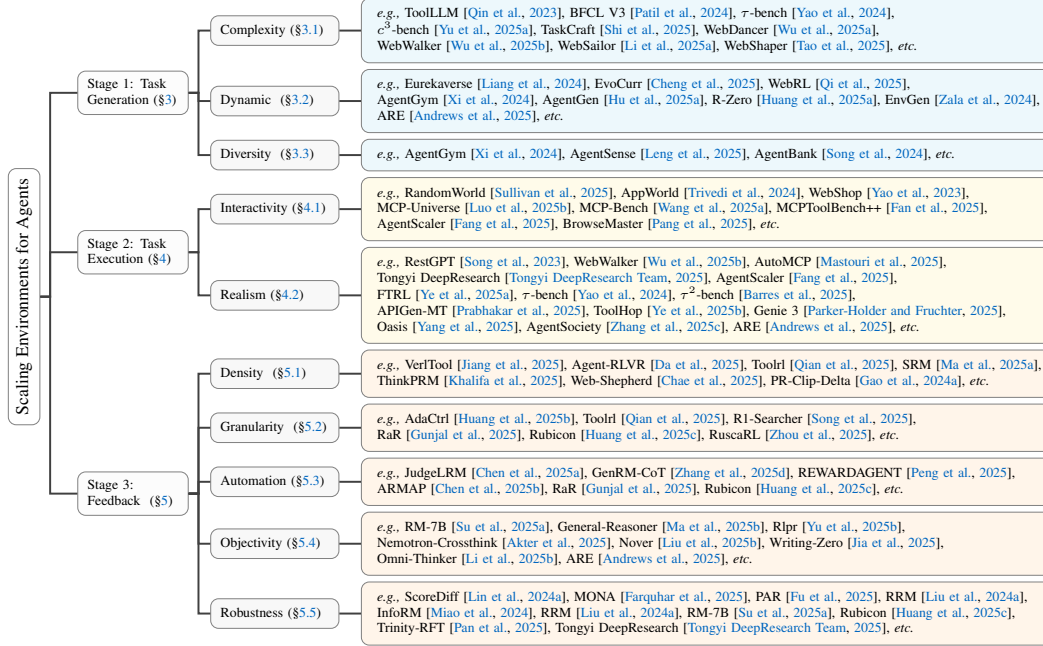 Scaling Environments for Agents
Stage 1: Task
Generation (§3)
Complexity (§3.1)
e.g., ToolLLM [Qin et al., 2023], BFCL V3 [Patil et al., 2024], τ-bench [Yao et al., 2024],
c³-bench [Yu et al., 2025a], TaskCraft [Shi et al., 2025], WebDancer [Wu et al., 2025a],
WebWalker [Wu et al., 2025b], WebSailor [Li et al., 2025a], WebShaper [Tao et al., 2025], etc.
Dynamic (§3.2)
e.g., Eurekaverse [Liang et al., 2024], EvoCurr [Cheng et al., 2025], WebRL [Qi et al., 2025],
AgentGym [Xi et al., 2024], AgentGen [Hu et al., 2025a], R-Zero [Huang et al., 2025a], EnvGen [Zala et al., 2024],
ARE [Andrews et al., 2025], etc.
Diversity (§3.3)
e.g., AgentGym [Xi et al., 2024], AgentSense [Leng et al., 2025], AgentBank [Song et al., 2024], etc.
Stage 2: Task
Execution (§4)
Interactivity (§4.1)
e.g., RandomWorld [Sullivan et al., 2025], AppWorld [Trivedi et al., 2024], WebShop [Yao et al., 2023],
MCP-Universe [Luo et al., 2025b], MCP-Bench [Wang et al., 2025a], MCPToolBench++ [Fan et al., 2025],
AgentScaler [Fang et al., 2025], BrowseMaster [Pang et al., 2025], etc.
Realism (§4.2)
e.g., RestGPT [Song et al., 2023], WebWalker [Wu et al., 2025b], AutoMCP [Mastouri et al., 2025],
Tongyi DeepResearch [Tongyi DeepResearch Team, 2025], AgentScaler [Fang et al., 2025],
FTRL [Ye et al., 2025a], τ-bench [Yao et al., 2024], τ²-bench [Barres et al., 2025],
APIGen-MT [Prabhakar et al., 2025], ToolHop [Ye et al., 2025b], Genie 3 [Parker-Holder and Fruchter, 2025],
Oasis [Yang et al., 2025], AgentSociety [Zhang et al., 2025c], ARE [Andrews et al., 2025], etc.
Stage 3:
Feedback (§5)
Density (§5.1)
e.g., VerlTool [Jiang et al., 2025], Agent-RLVR [Da et al., 2025], Toolrl [Qian et al., 2025], SRM [Ma et al., 2025a],
ThinkPRM [Khalifa et al., 2025], Web-Shepherd [Chae et al., 2025], PR-Clip-Delta [Gao et al., 2024a], etc.
Granularity (§5.2)
e.g., AdaCtrl [Huang et al., 2025b], Toolrl [Qian et al., 2025], R1-Searcher [Song et al., 2025],
RaR [Gunjal et al., 2025], Rubicon [Huang et al., 2025c], RuscaRL [Zhou et al., 2025], etc.
Automation (§5.3)
e.g., JudgeLRM [Chen et al., 2025a], GenRM-CoT [Zhang et al., 2025d], REWARDAGENT [Peng et al., 2025],
ARMAP [Chen et al., 2025b], RaR [Gunjal et al., 2025], Rubicon [Huang et al., 2025c], etc.
Objectivity (§5.4)
e.g., RM-7B [Su et al., 2025a], General-Reasoner [Ma et al., 2025b], Rlpr [Yu et al., 2025b],
Nemotron-Crossthink [Akter et al., 2025], Nover [Liu et al., 2025b], Writing-Zero [Jia et al., 2025],
Omni-Thinker [Li et al., 2025b], ARE [Andrews et al., 2025], etc.
Robustness (§5.5)
e.g., ScoreDiff [Lin et al., 2024a], MONA [Farquhar et al., 2025], PAR [Fu et al., 2025], RRM [Liu et al., 2024a],
InfoRM [Miao et al., 2024], RRM [Liu et al., 2024a], RM-7B [Su et al., 2025a], Rubicon [Huang et al., 2025c],
Trinity-RFT [Pan et al., 2025], Tongyi DeepResearch [Tongyi DeepResearch Team, 2025], etc.